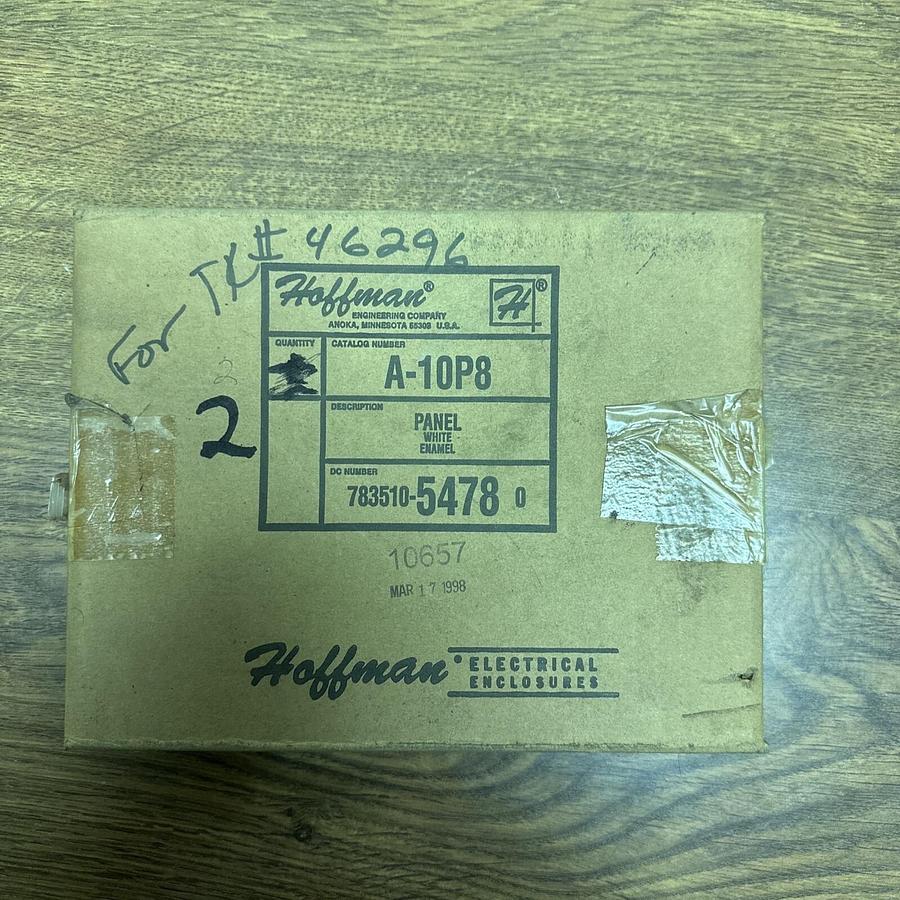 For TK# 46296
Hoffman® H®
ENGINEERING COMPANY
ANOKA, MINNESOTA 55303 U.S.A.
QUANTITY
CATALOG NUMBER
A-10P8
2
2
DESCRIPTION
PANEL
WHITE
ENAMEL
DC NUMBER
783510-5478 0
10657
MAR 17 1998
Hoffman® ELECTRICAL
ENCLOSURES